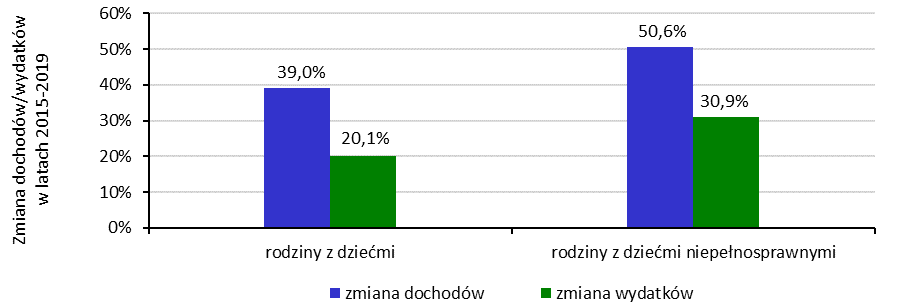 Zmiana dochodów/wydatków
w latach 2015-2019
60%
50%
40%
30%
20%
10%
0%
39,0%
20,1%
50,6%
30,9%
rodziny z dziećmi
rodziny z dziećmi niepełnosprawnymi
zmiana dochodów
zmiana wydatków